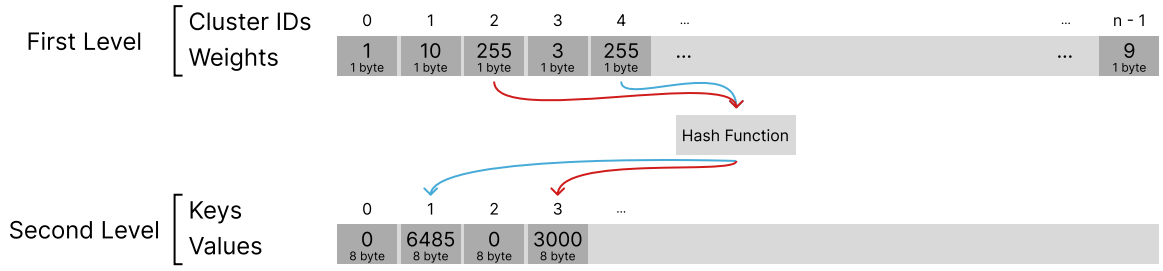 First Level
Cluster IDs 0 1 2 3 4 ... ... n - 1
Weights 1 10 255 3 255 ... ... 9
1 byte 1 byte 1 byte 1 byte 1 byte 1 byte
Hash Function
Second Level
Keys 0 1 2 3 ...
Values 0 6485 0 3000
8 byte 8 byte 8 byte 8 byte